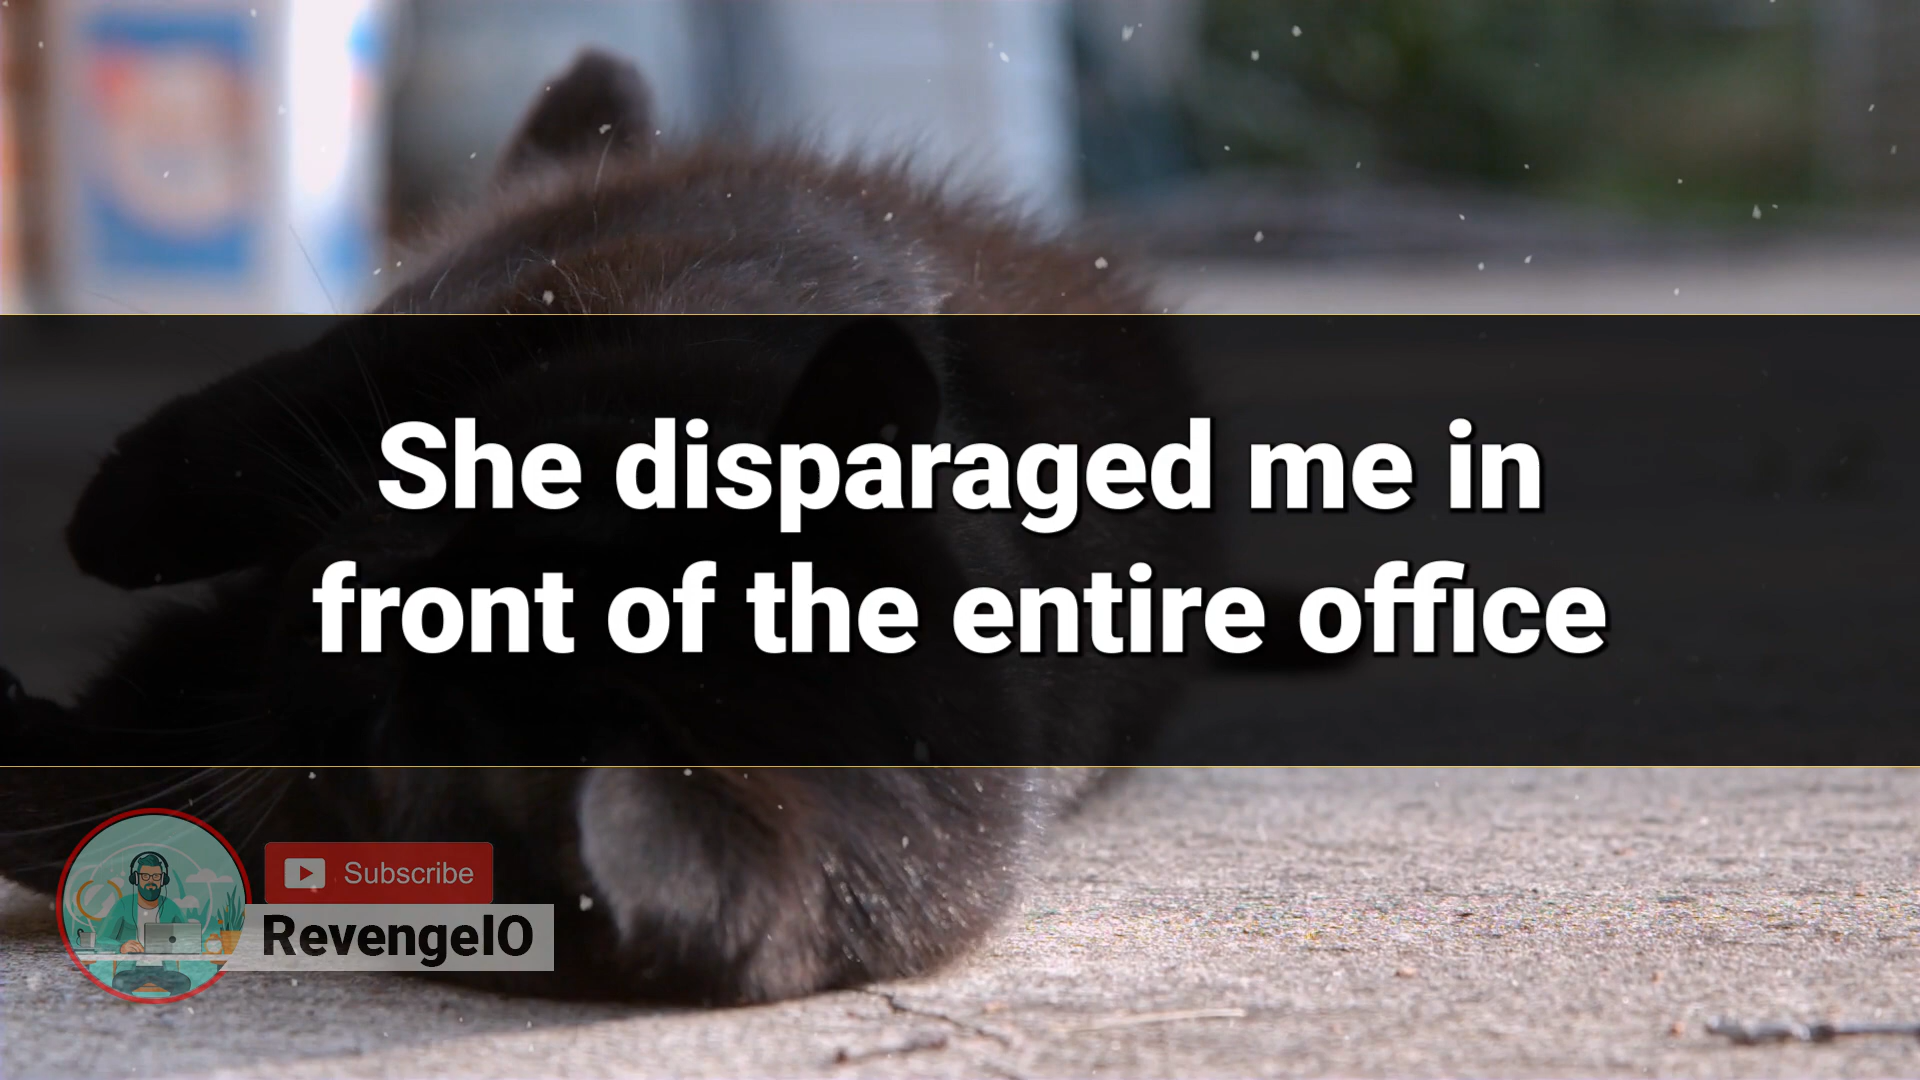 She disparaged me in
front of the entire office
Subscribe
RevengeIO